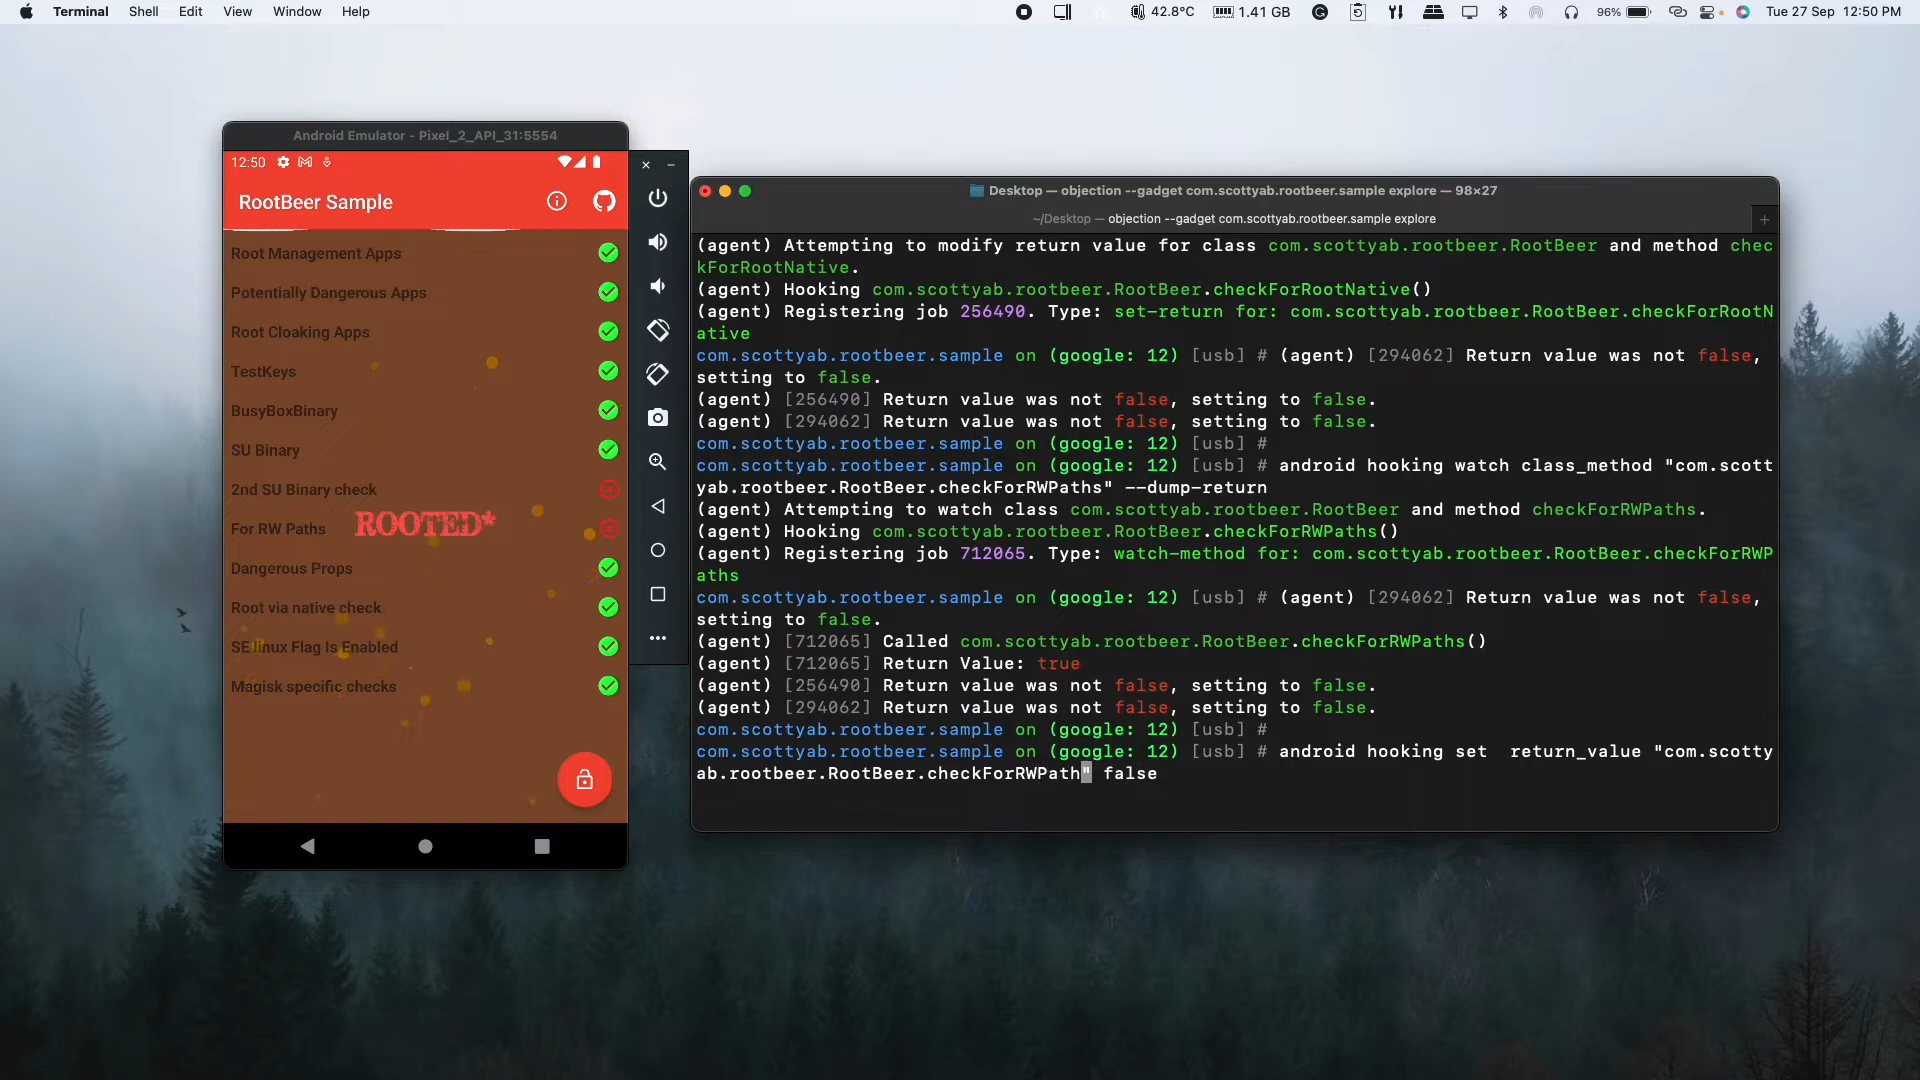 Terminal Shell Edit View Window Help 42.8°C 1.41 GB 96% Tue 27 Sep 12:50 PM
Android Emulator - Pixel_2_API_31:5554
12:50
RootBeer Sample
Root Management Apps
Potentially Dangerous Apps
Root Cloaking Apps
TestKeys
BusyBoxBinary
SU Binary
2nd SU Binary check
For RW Paths
ROOTED*
Dangerous Props
Root via native check
SE linux Flag Is Enabled
Magisk specific checks
Desktop — objection --gadget com.scottyab.rootbeer.sample explore — 98×27
~/Desktop — objection --gadget com.scottyab.rootbeer.sample explore
(agent) Attempting to modify return value for class com.scottyab.rootbeer.RootBeer and method chec
kForRootNative.
(agent) Hooking com.scottyab.rootbeer.RootBeer.checkForRootNative()
(agent) Registering job 256490. Type: set-return for: com.scottyab.rootbeer.RootBeer.checkForRootN
ative
com.scottyab.rootbeer.sample on (google: 12) [usb] # (agent) [294062] Return value was not false,
setting to false.
(agent) [256490] Return value was not false, setting to false.
(agent) [294062] Return value was not false, setting to false.
com.scottyab.rootbeer.sample on (google: 12) [usb] #
com.scottyab.rootbeer.sample on (google: 12) [usb] # android hooking watch class_method "com.scott
yab.rootbeer.RootBeer.checkForRWPaths" --dump-return
(agent) Attempting to watch class com.scottyab.rootbeer.RootBeer and method checkForRWPaths.
(agent) Hooking com.scottyab.rootbeer.RootBeer.checkForRWPaths()
(agent) Registering job 712065. Type: watch-method for: com.scottyab.rootbeer.RootBeer.checkForRWP
aths
com.scottyab.rootbeer.sample on (google: 12) [usb] # (agent) [294062] Return value was not false,
setting to false.
(agent) [712065] Called com.scottyab.rootbeer.RootBeer.checkForRWPaths()
(agent) [712065] Return Value: true
(agent) [256490] Return value was not false, setting to false.
(agent) [294062] Return value was not false, setting to false.
com.scottyab.rootbeer.sample on (google: 12) [usb] #
com.scottyab.rootbeer.sample on (google: 12) [usb] # android hooking set  return_value "com.scotty
ab.rootbeer.RootBeer.checkForRWPath" false